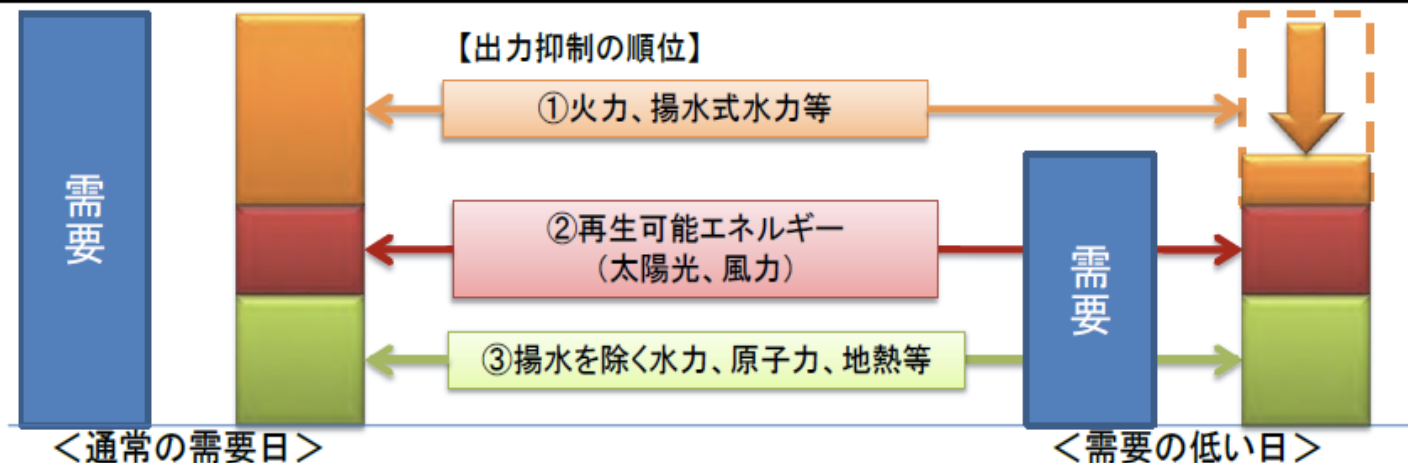 【出力抑制の順位】
①火力、揚水式水力等
②再生可能エネルギー
（太陽光、風力）
③揚水を除く水力、原子力、地熱等
需要
需要
＜通常の需要日＞
＜需要の低い日＞